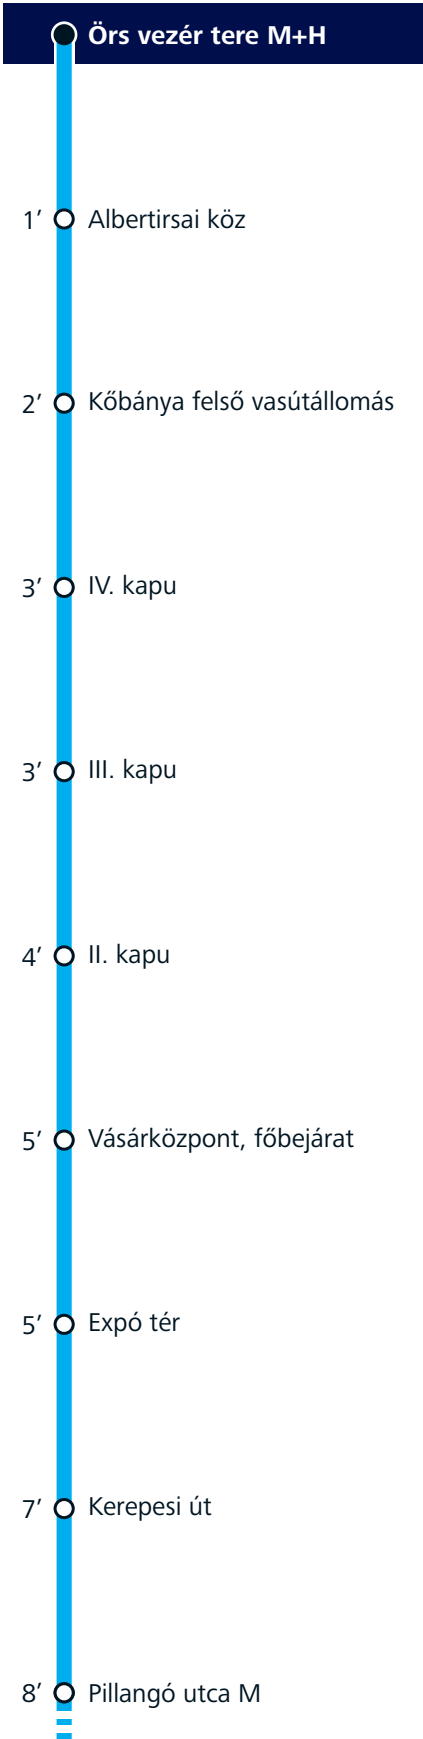 Örs vezér tere M+H
1’ Albertirsai köz
2’ Kőbánya felső vasútállomás
3’ IV. kapu
3’ III. kapu
4’ II. kapu
5’ Vásárközpont, főbejárat
5’ Expó tér
7’ Kerepesi út
8’ Pillangó utca M